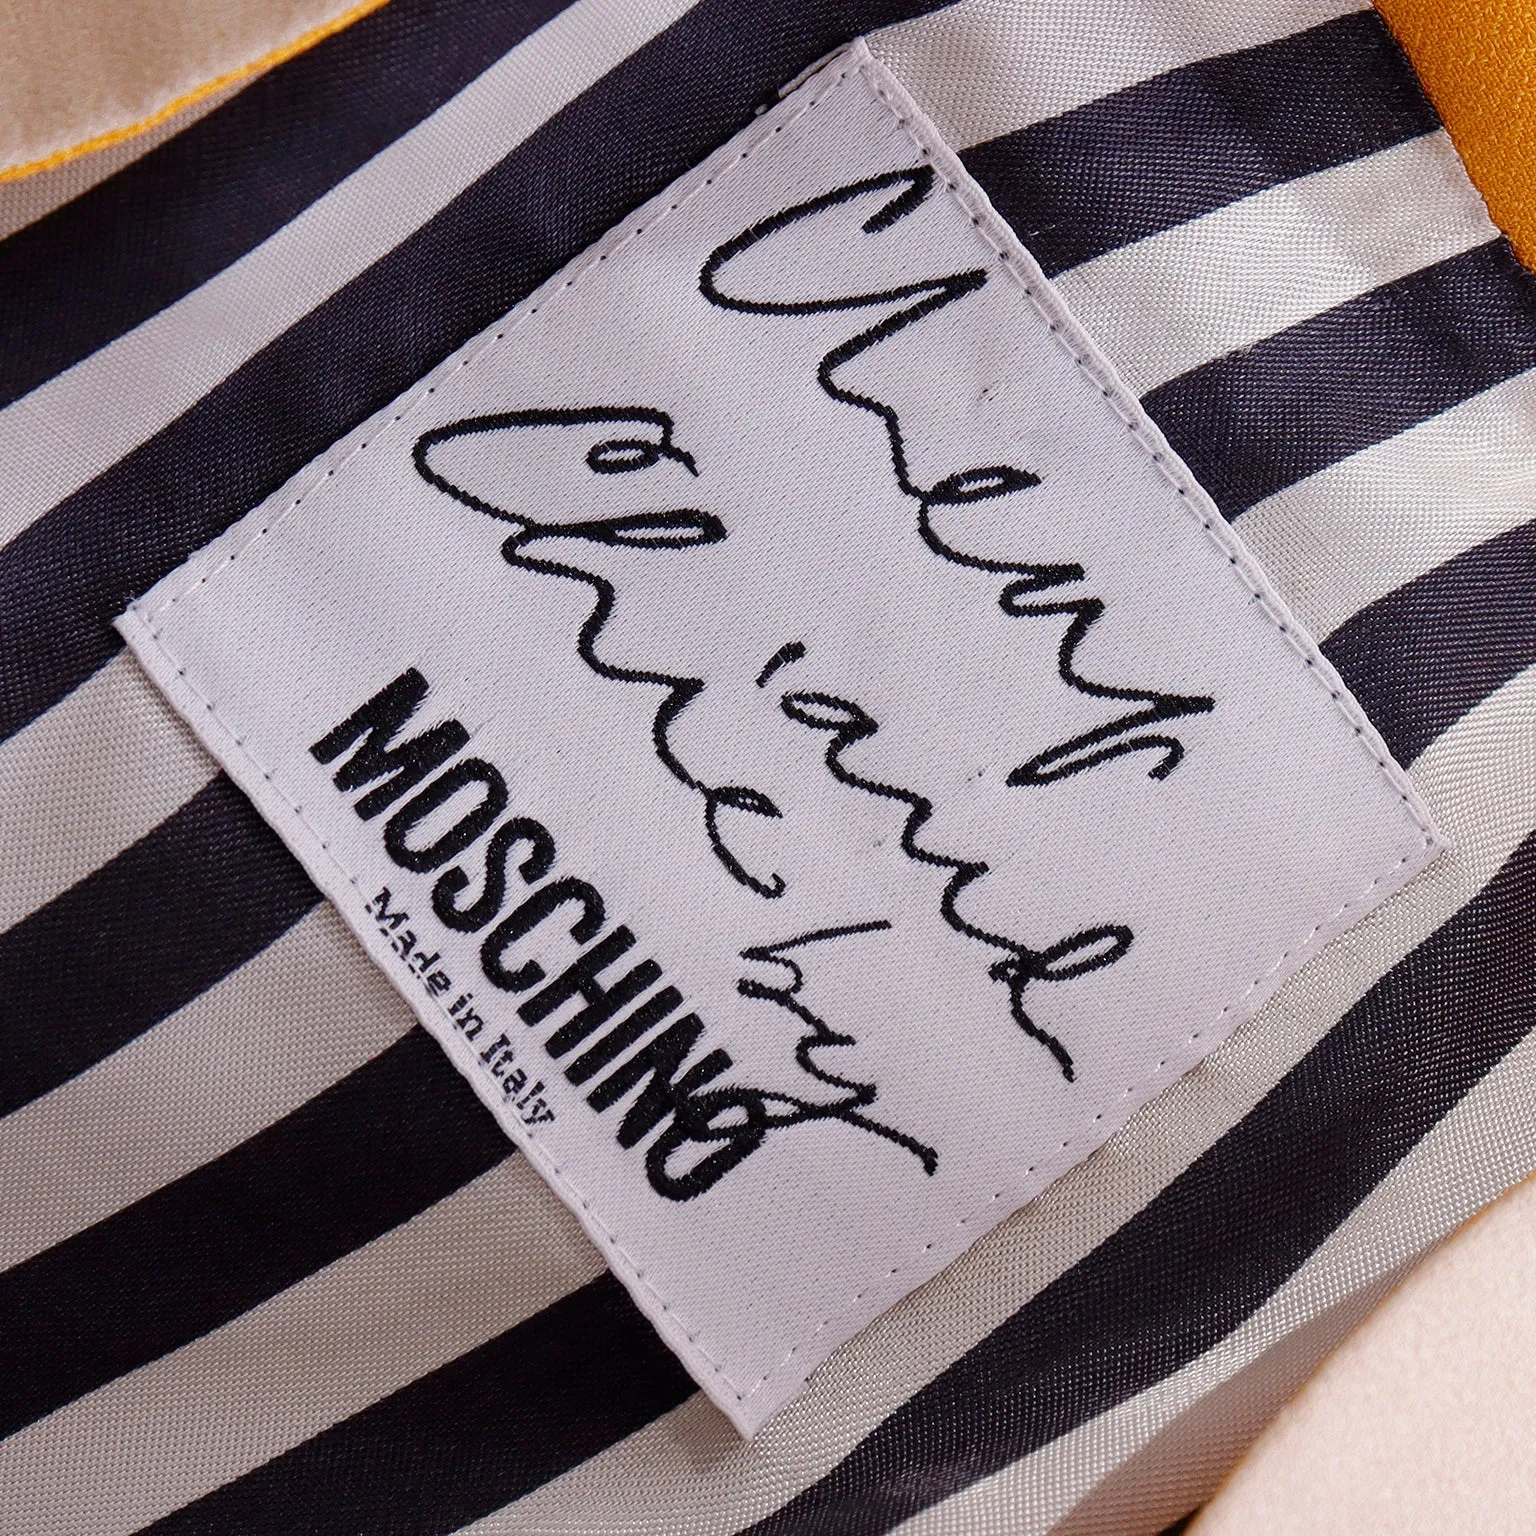 Cheap
and
Chic by
MOSCHINO
Made in Italy